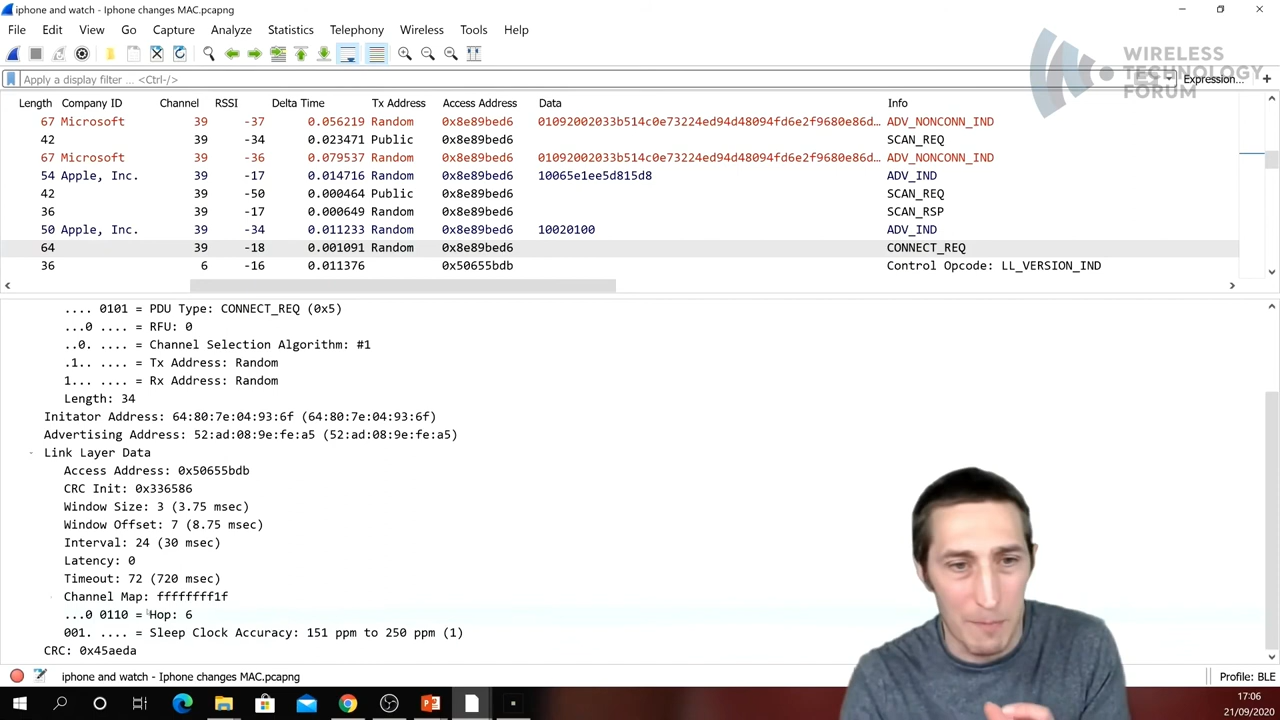 iphone and watch - Iphone changes MAC.pcapng
File Edit View Go Capture Analyze Statistics Telephony Wireless Tools Help
WIRELESS
TECHNOLOGY
FORUM
Apply a display filter ... <Ctrl-/>
Expression...
Length Company ID Channel RSSI Delta Time Tx Address Access Address Data Info
67 Microsoft 39 -37 0.056219 Random 0x8e89bed6 01092002033b514c0e73224ed94d48094fd6e2f9680e86d... ADV_NONCONN_IND
42 39 -34 0.023471 Public 0x8e89bed6 SCAN_REQ
67 Microsoft 39 -36 0.079537 Random 0x8e89bed6 01092002033b514c0e73224ed94d48094fd6e2f9680e86d... ADV_NONCONN_IND
54 Apple, Inc. 39 -17 0.014716 Random 0x8e89bed6 10065e1ee5d815d8 ADV_IND
42 39 -50 0.000464 Public 0x8e89bed6 SCAN_REQ
36 39 -17 0.000649 Random 0x8e89bed6 SCAN_RSP
50 Apple, Inc. 39 -34 0.011233 Random 0x8e89bed6 10020100 ADV_IND
64 39 -18 0.001091 Random 0x8e89bed6 CONNECT_REQ
36 6 -16 0.011376 0x50655bdb Control Opcode: LL_VERSION_IND
.... 0101 = PDU Type: CONNECT_REQ (0x5)
...0 .... = RFU: 0
..0. .... = Channel Selection Algorithm: #1
.1.. .... = Tx Address: Random
1... .... = Rx Address: Random
Length: 34
Initator Address: 64:80:7e:04:93:6f (64:80:7e:04:93:6f)
Advertising Address: 52:ad:08:9e:fe:a5 (52:ad:08:9e:fe:a5)
Link Layer Data
Access Address: 0x50655bdb
CRC Init: 0x336586
Window Size: 3 (3.75 msec)
Window Offset: 7 (8.75 msec)
Interval: 24 (30 msec)
Latency: 0
Timeout: 72 (720 msec)
Channel Map: ffffffff1f
...0 0110 = Hop: 6
001. .... = Sleep Clock Accuracy: 151 ppm to 250 ppm (1)
CRC: 0x45aeda
iphone and watch - Iphone changes MAC.pcapng
Profile: BLE
17:06
21/09/2020